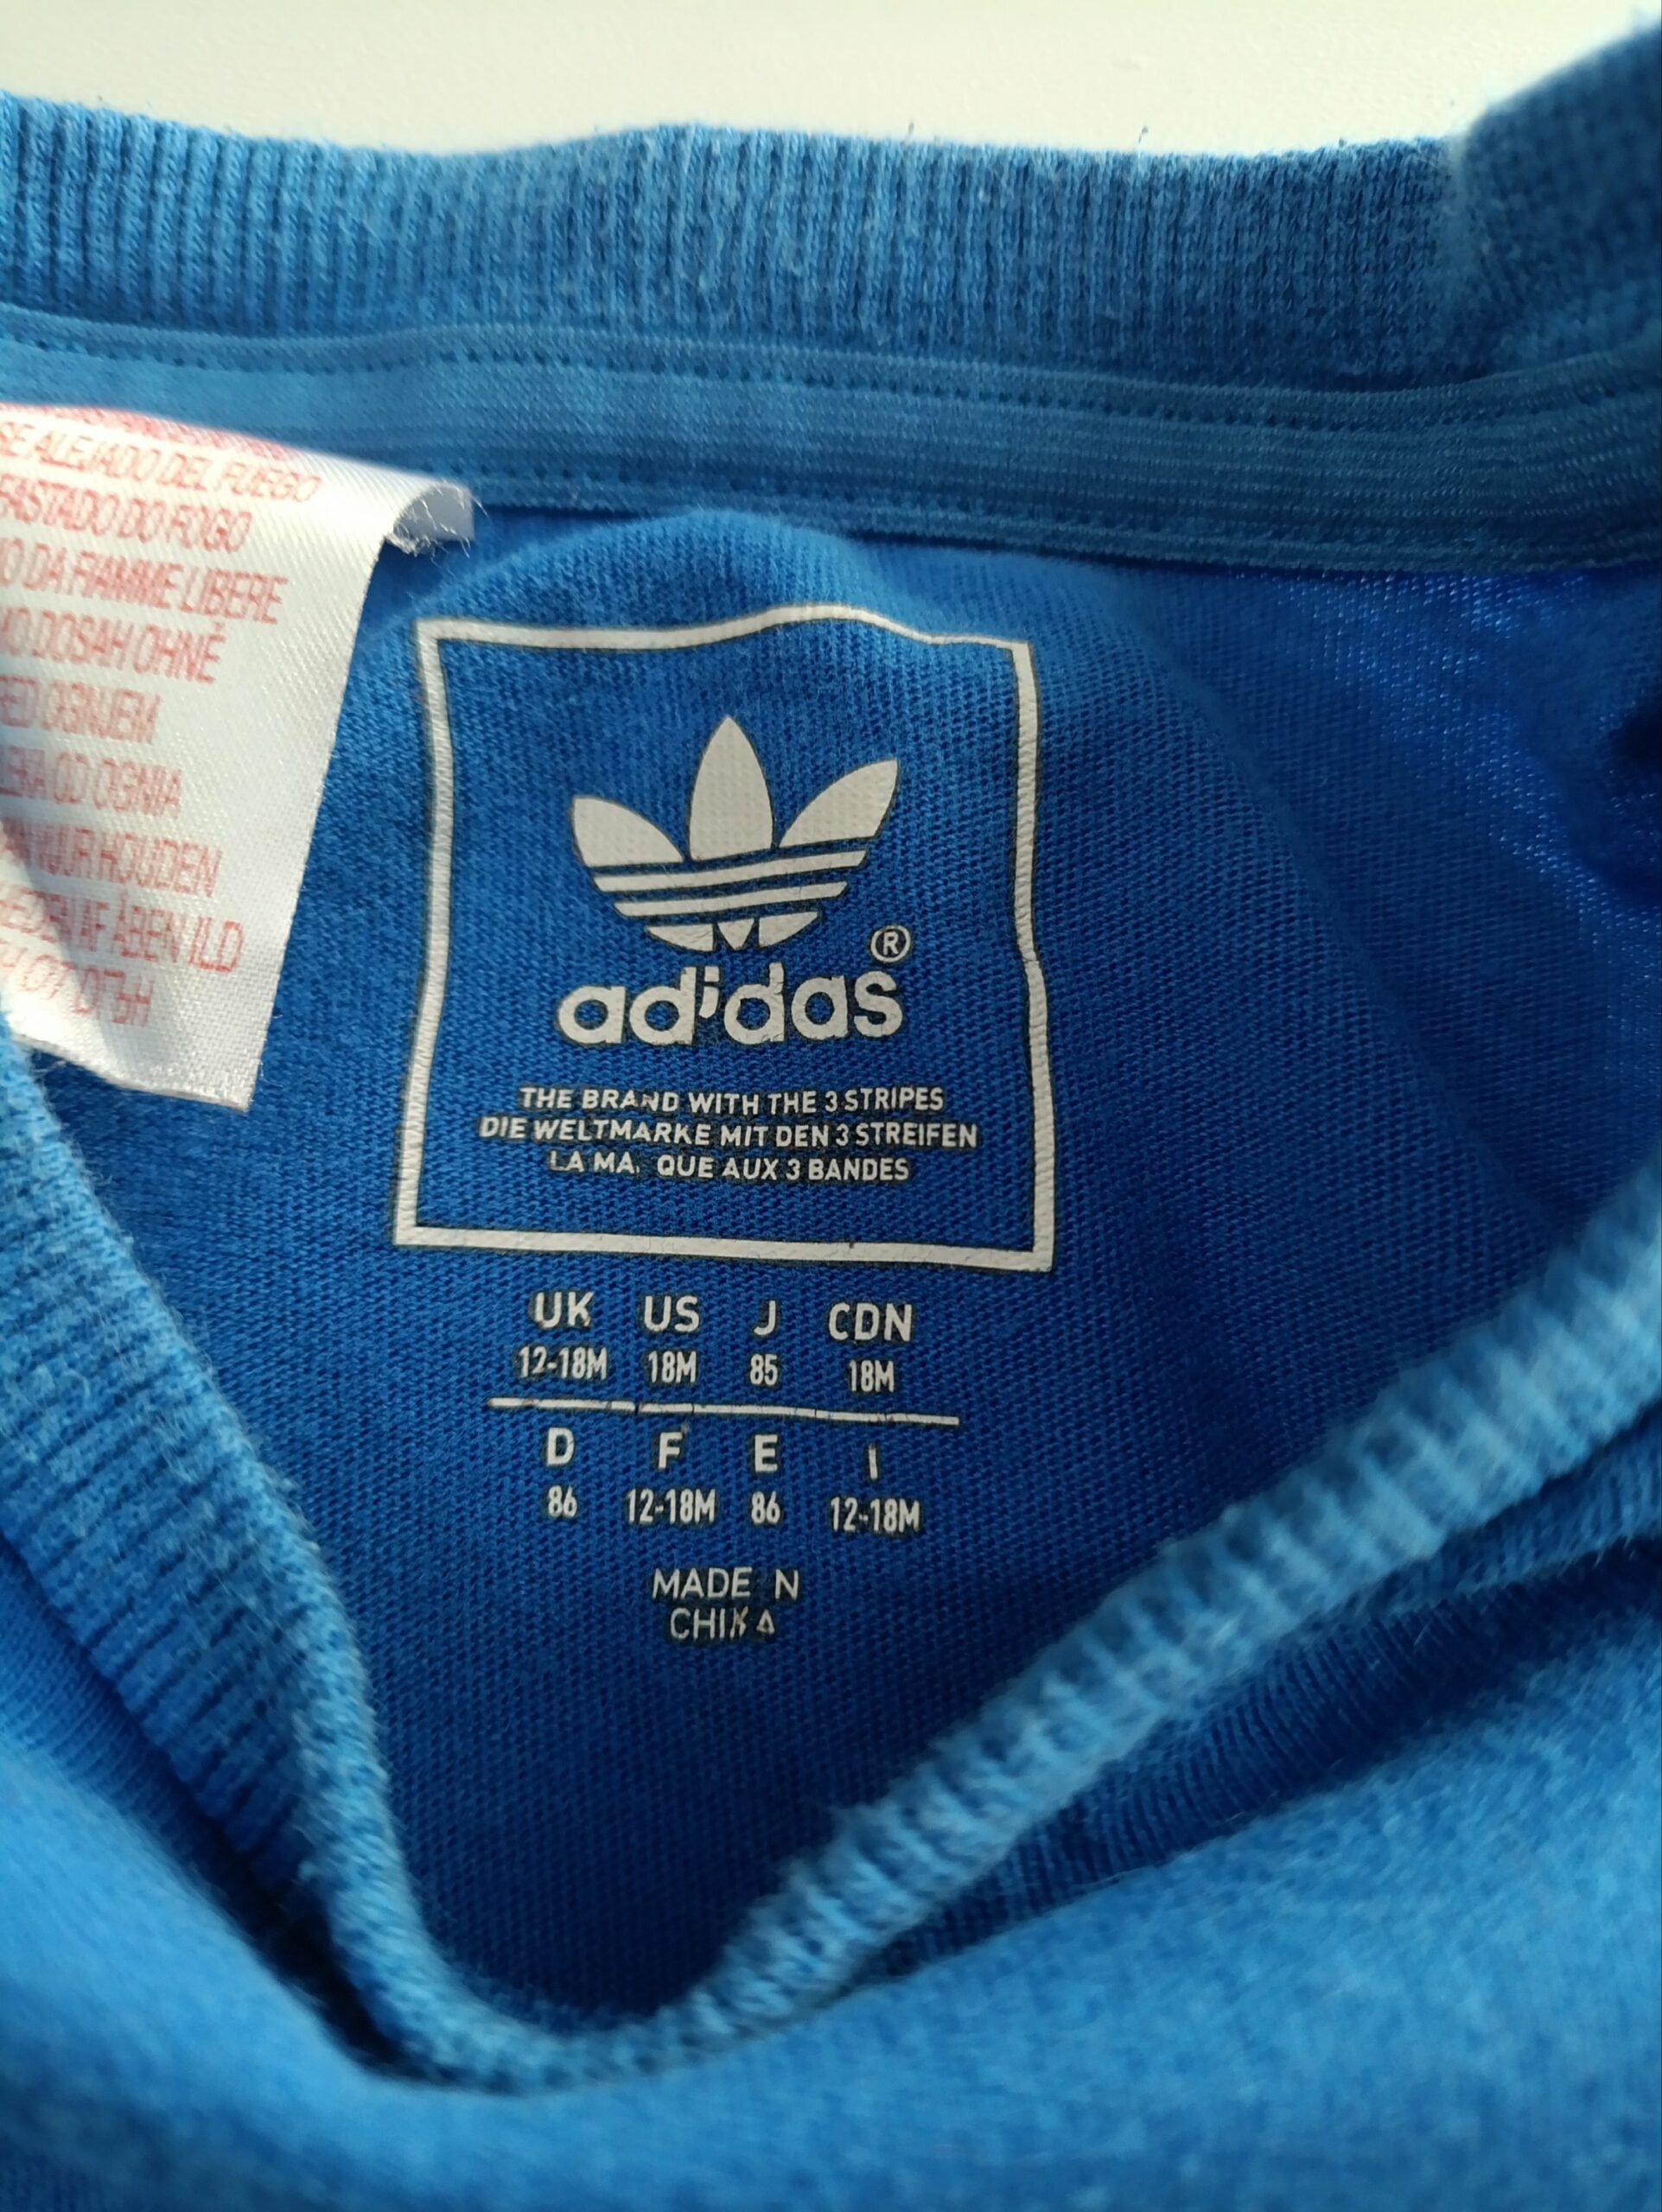 SE ALEJADO DEL FUEGO
FASTADO DO FOGO
DA FIAMME LIBERE
DOSAH OHNĚ
OGNJEM
OD OGNIA
VUUR HOUDEN
AF ÅBEN ILD
adidas®
THE BRAND WITH THE 3 STRIPES
DIE WELTMARKE MIT DEN 3 STREIFEN
LA MA QUE AUX 3 BANDES
UK US J CDN
12-18M 18M 85 18M
D F E I
86 12-18M 86 12-18M
MADE N
CHINA